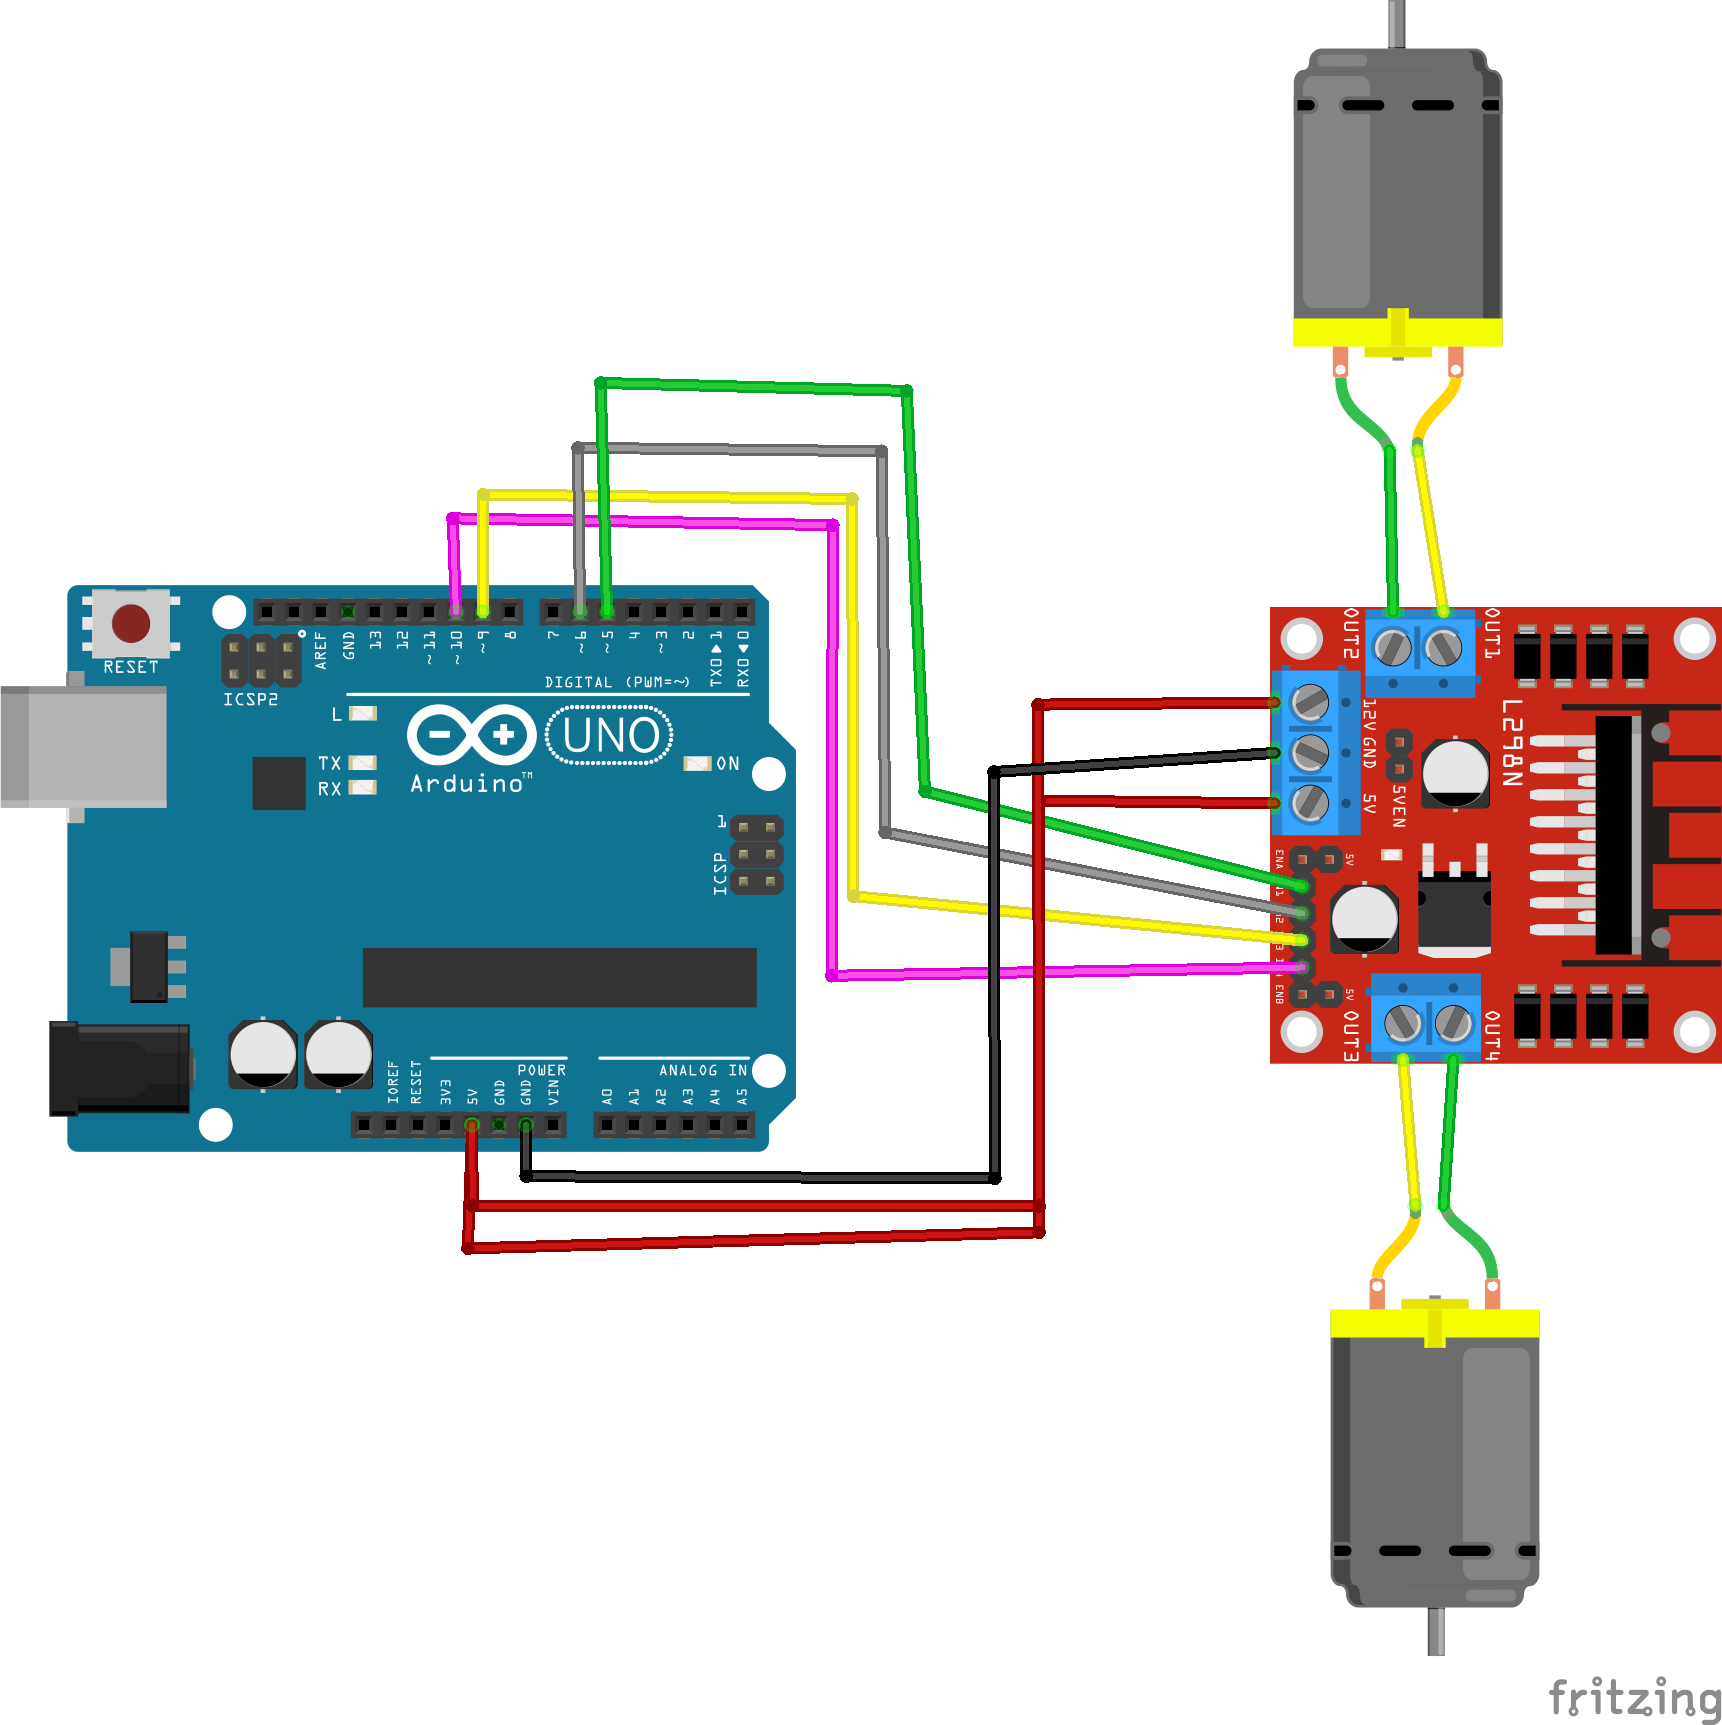 RESET
ICSP2
AREF
GND
13
12
~11
~10
~9
8
7
~6
~5
4
~3
2
TX0▶1
RX0◀0
DIGITAL (PWM=~)
L
TX
RX
UNO
Arduino™
ON
1
ICSP
IOREF
RESET
3V3
5V
GND
GND
VIN
POWER
ANALOG IN
A0
A1
A2
A3
A4
A5
OUT2
OUT1
12V
GND
5V
5VEN
L298N
ENA
5V
ENB
5V
OUT3
OUT4
fritzing